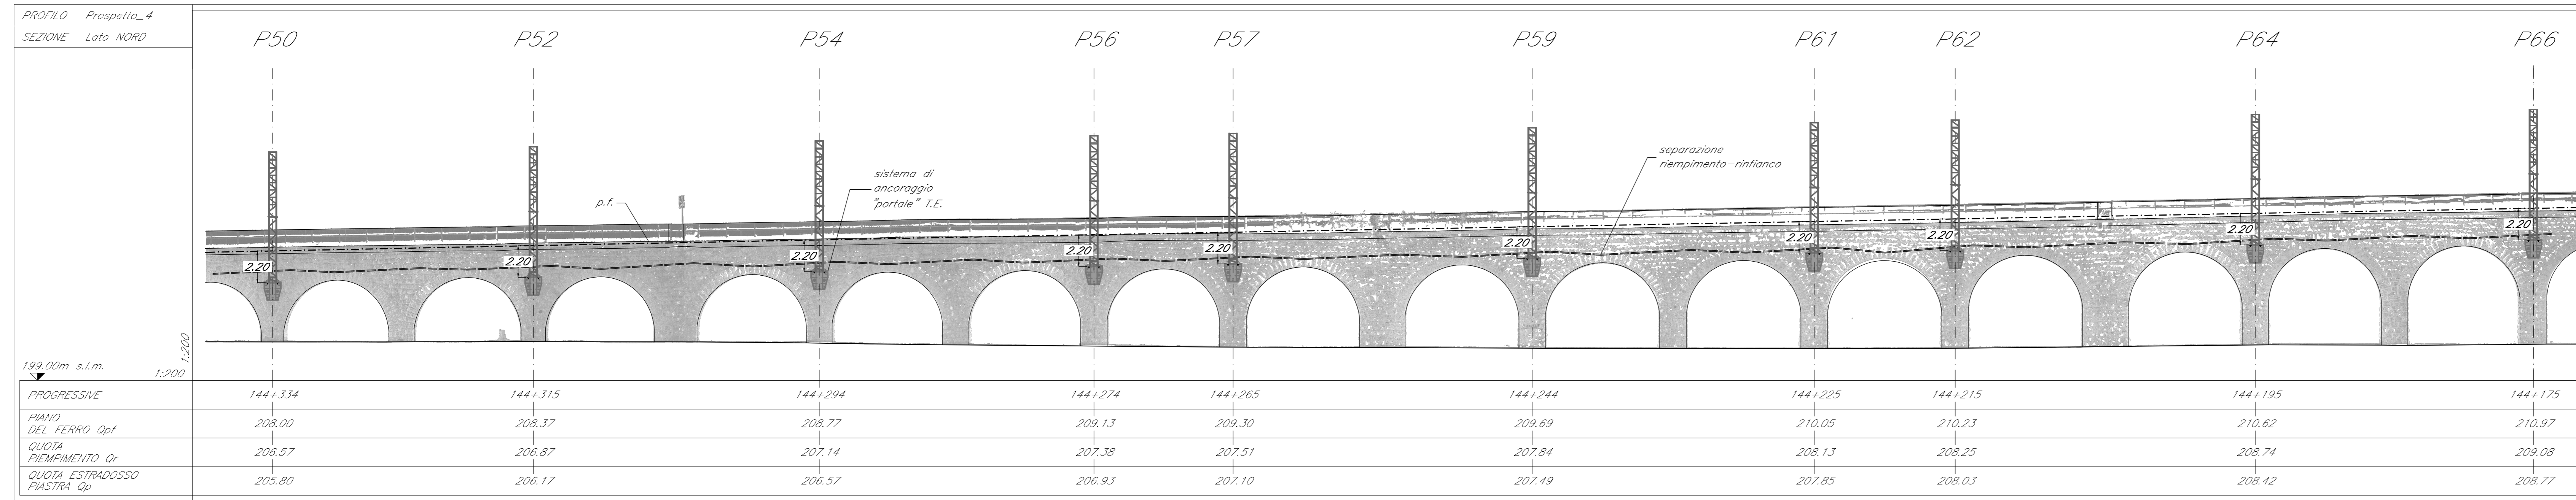 PROFILO Prospetto_4
SEZIONE Lato NORD
P50 P52 P54 P56 P57 P59 P61 P62 P64 P66
separazione
riempimento-rinfianco
sistema di
ancoraggio
"portale" T.E.
p.f.
2.20 2.20 2.20 2.20 2.20 2.20 2.20 2.20 2.20 2.20
1:200
199.00m s.l.m.
1:200
PROGRESSIVE 144+334 144+315 144+294 144+274 144+265 144+244 144+225 144+215 144+195 144+175
PIANO
DEL FERRO Qpf 208.00 208.37 208.77 209.13 209.30 209.69 210.05 210.23 210.62 210.97
QUOTA
RIEMPIMENTO Qr 206.57 206.87 207.14 207.38 207.51 207.84 208.13 208.25 208.74 209.08
QUOTA ESTRADOSSO
PIASTRA Qp 205.80 206.17 206.57 206.93 207.10 207.49 207.85 208.03 208.42 208.77